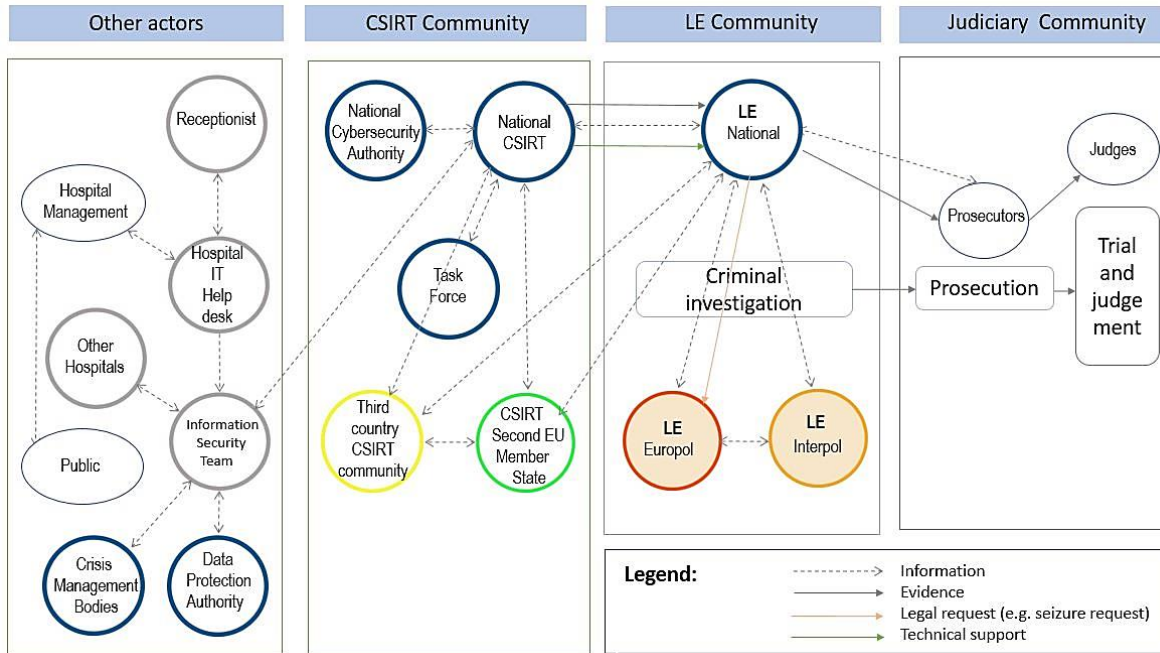 Other actors
CSIRT Community
LE Community
Judiciary Community
Receptionist
Hospital
Management
Hospital
IT
Help
desk
Other
Hospitals
Information
Security
Team
Public
Crisis
Management
Bodies
Data
Protection
Authority
National
Cybersecurity
Authority
National
CSIRT
Task
Force
Third
country
CSIRT
community
CSIRT
Second EU
Member
State
LE
National
Criminal
investigation
LE
Europol
LE
Interpol
Judges
Prosecutors
Prosecution
Trial
and
judge
ment
Legend:
Information
Evidence
Legal request (e.g. seizure request)
Technical support